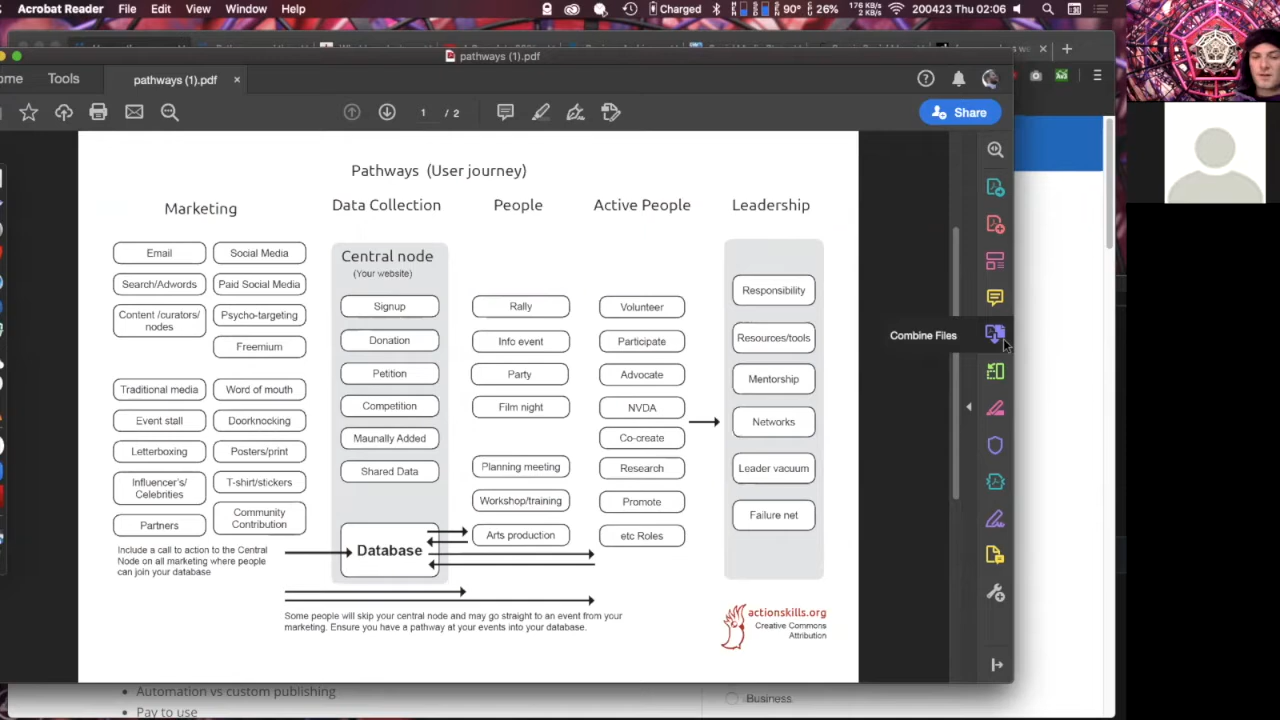 Acrobat Reader File Edit View Window Help Charged 90° 26% 176 KB/s 2 KB/s 200423 Thu 02:06
pathways (1).pdf
ome Tools pathways (1).pdf ×
1 / 2 Share
Pathways (User journey)
Marketing
Data Collection
People
Active People
Leadership
Email
Social Media
Search/Adwords
Paid Social Media
Content /curators/
nodes
Psycho-targeting
Freemium
Traditional media
Word of mouth
Event stall
Doorknocking
Letterboxing
Posters/print
Influencer's/
Celebrities
T-shirt/stickers
Partners
Community
Contribution
Include a call to action to the Central
Node on all marketing where people
can join your database
Central node
(Your website)
Signup
Donation
Petition
Competition
Maunally Added
Shared Data
Database
Rally
Info event
Party
Film night
Planning meeting
Workshop/training
Arts production
Volunteer
Participate
Advocate
NVDA
Co-create
Research
Promote
etc Roles
Responsibility
Resources/tools
Mentorship
Networks
Leader vacuum
Failure net
Some people will skip your central node and may go straight to an event from your
marketing. Ensure you have a pathway at your events into your database.
actionskills.org
Creative Commons
Attribution
Combine Files
• Automation vs custom publishing
• Pay to use
Business